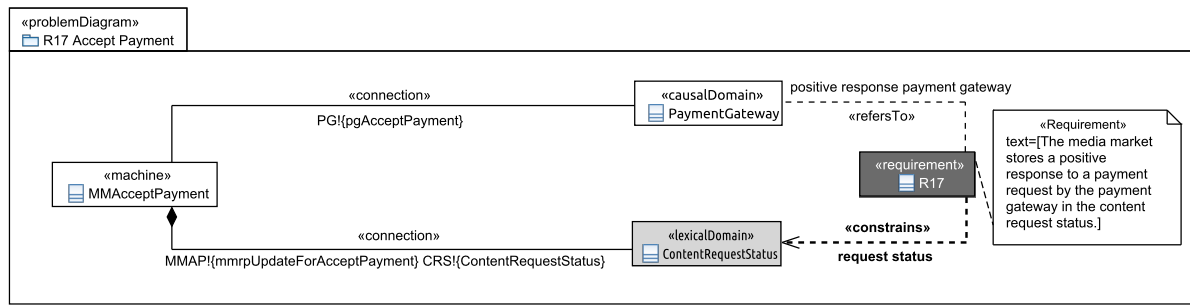 «problemDiagram»
R17 Accept Payment
«connection»
PG!{pgAcceptPayment}
«causalDomain»
PaymentGateway
positive response payment gateway
«refersTo»
«Requirement»
text=[The media market
stores a positive
response to a payment
request by the payment
gateway in the content
request status.]
«machine»
MMAcceptPayment
«requirement»
R17
«connection»
MMAP!{mmrpUpdateForAcceptPayment} CRS!{ContentRequestStatus}
«lexicalDomain»
ContentRequestStatus
«constrains»
request status